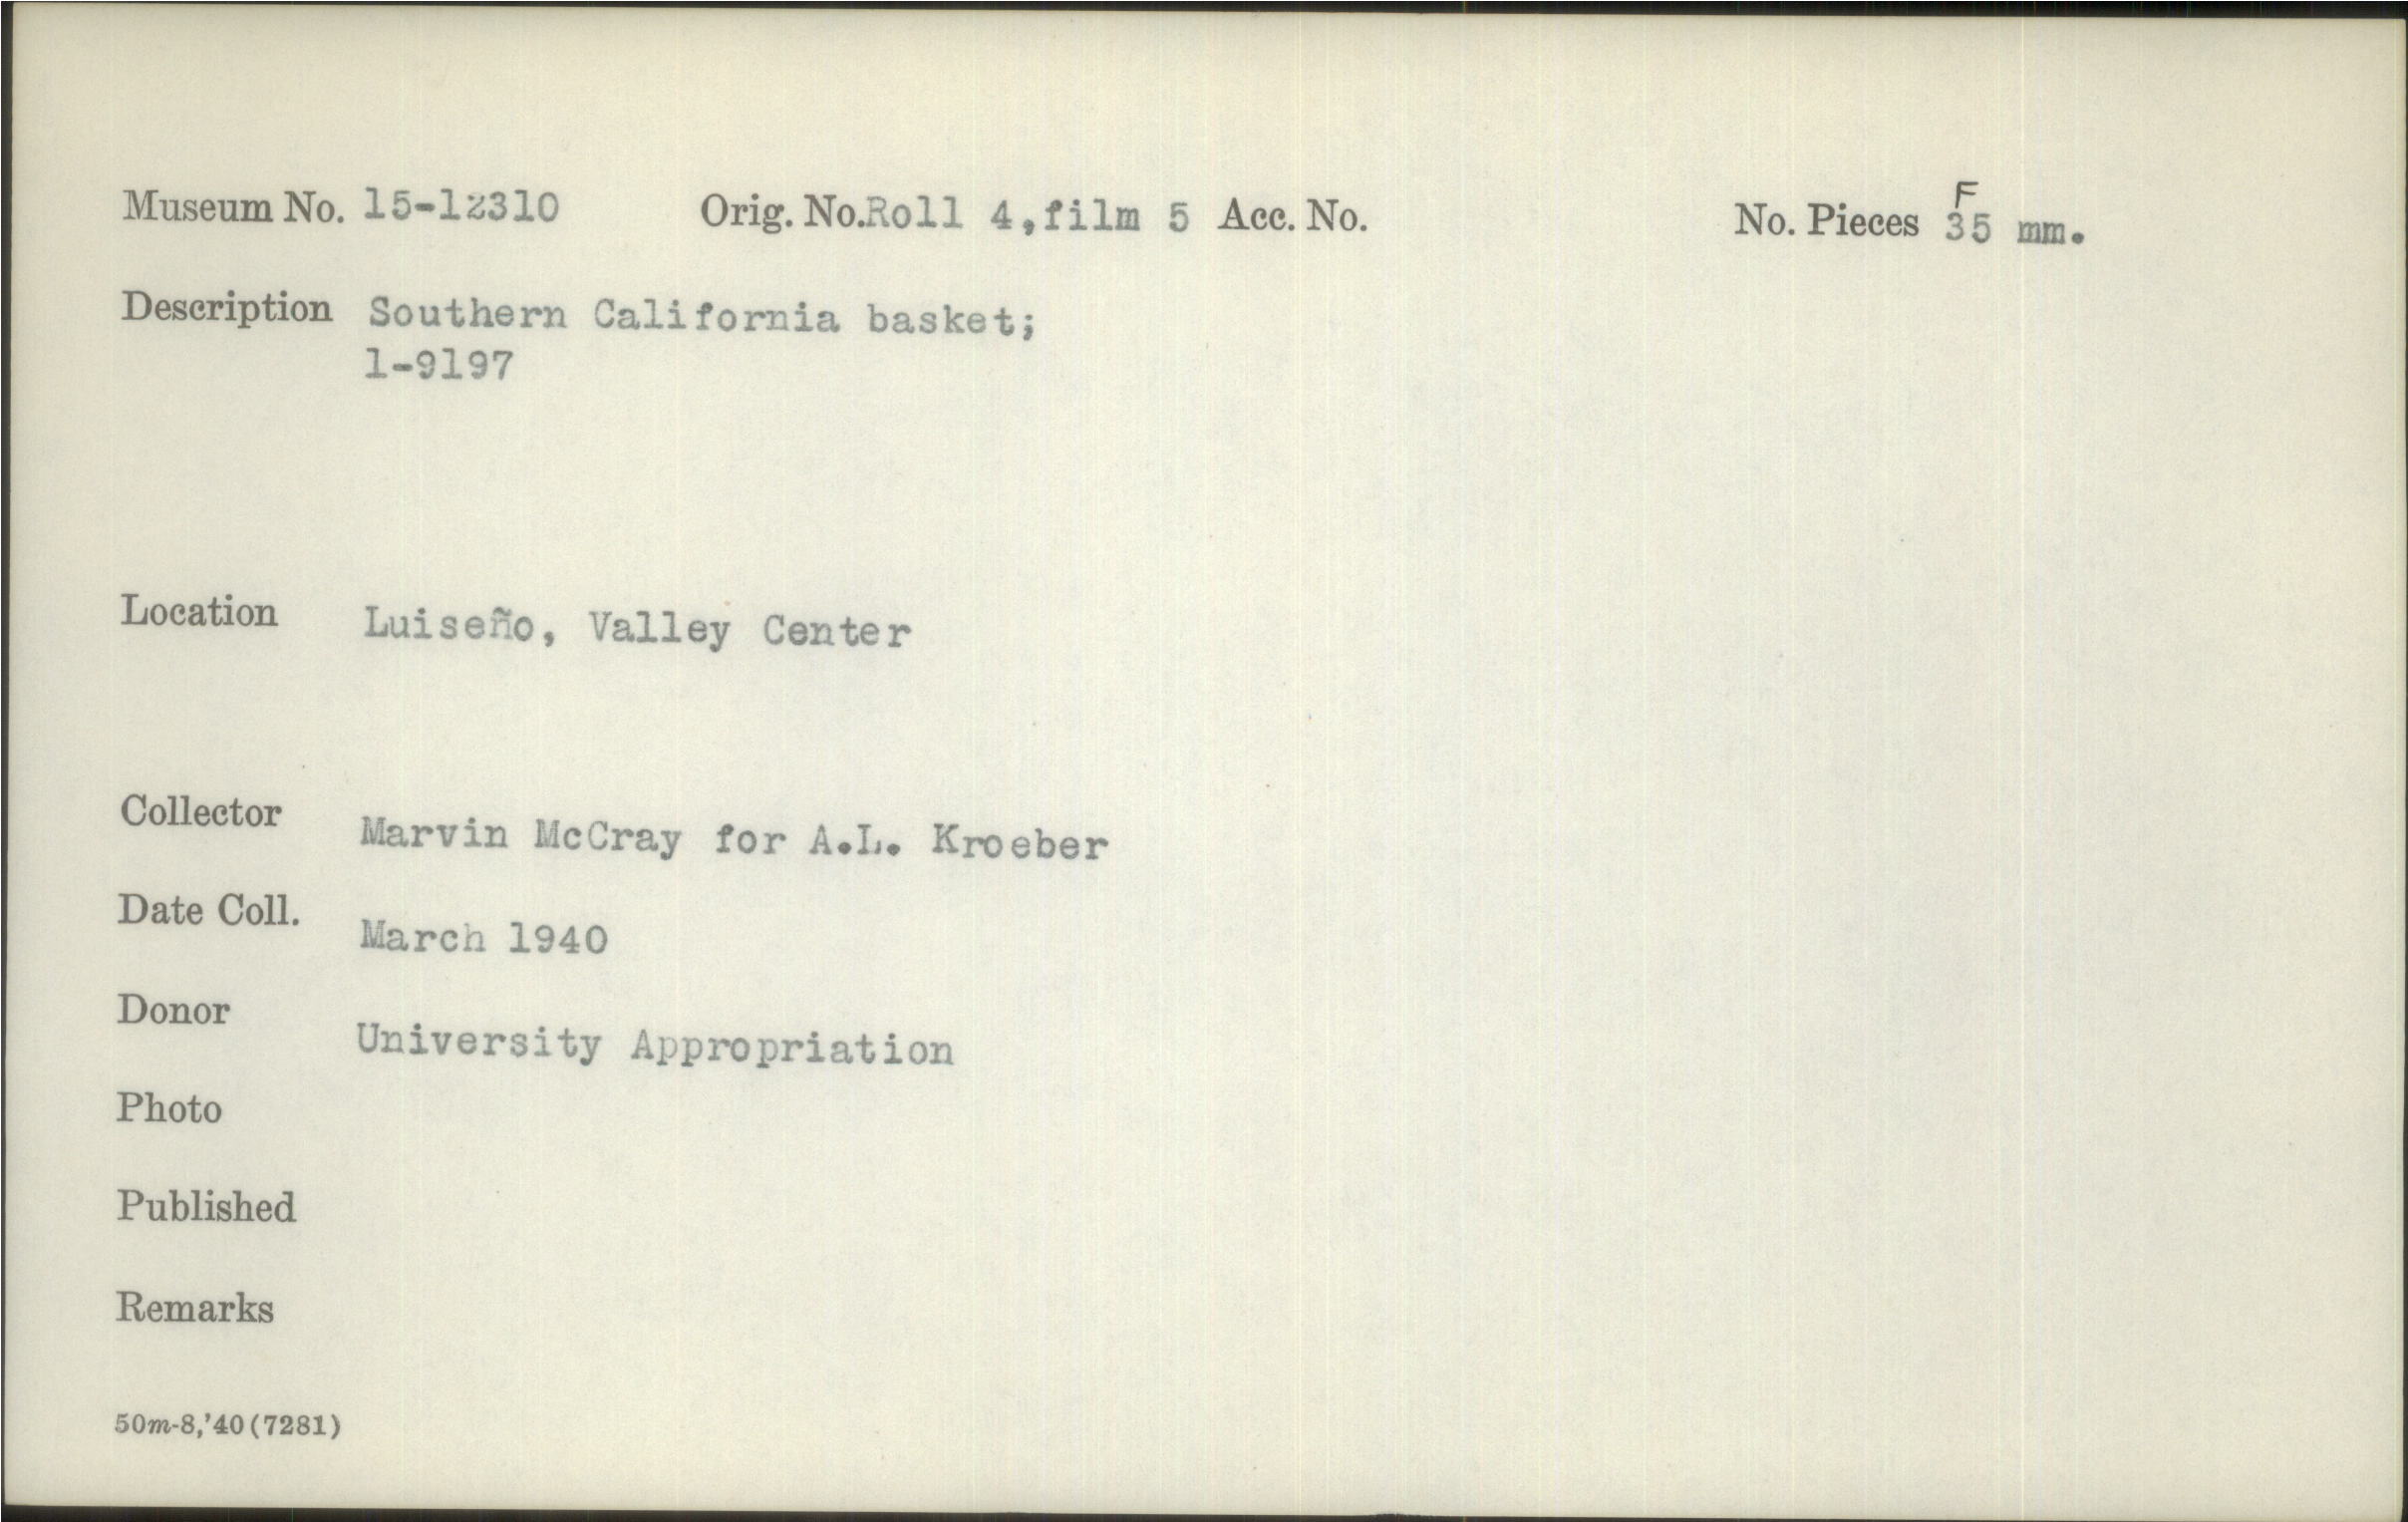 Museum No. 15-12310 Orig. No. Roll 4, film 5 Acc. No. No. Pieces F 35 mm.
Description Southern California basket;
1-9197
Location Luiseño, Valley Center
Collector Marvin McCray for A.L. Kroeber
Date Coll. March 1940
Donor University Appropriation
Photo
Published
Remarks
50m-8,'40(7281)